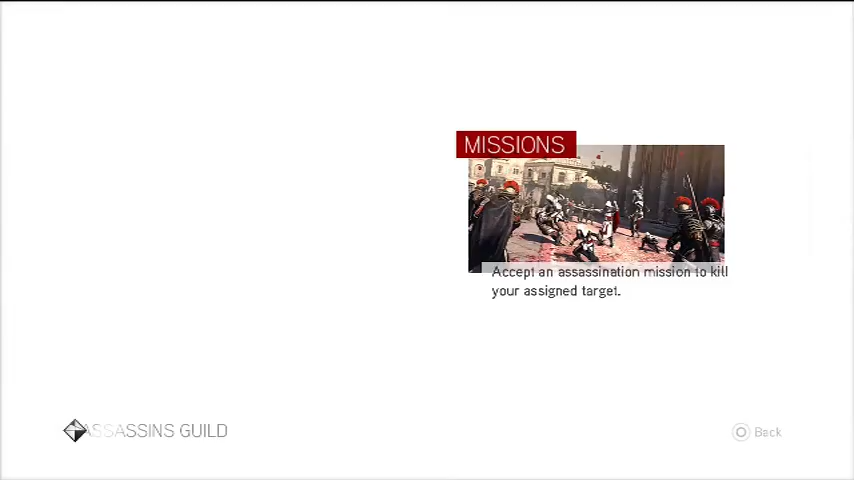 MISSIONS
Accept an assassination mission to kill
your assigned target.
ASSASSINS GUILD
Back